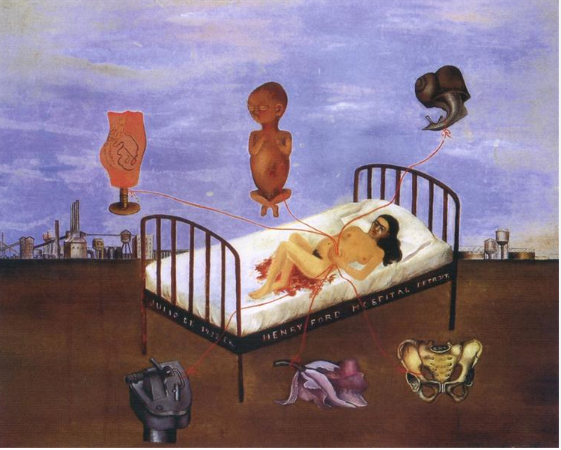 JULIO DE 1932
HENRY FORD HOSPITAL DETROIT